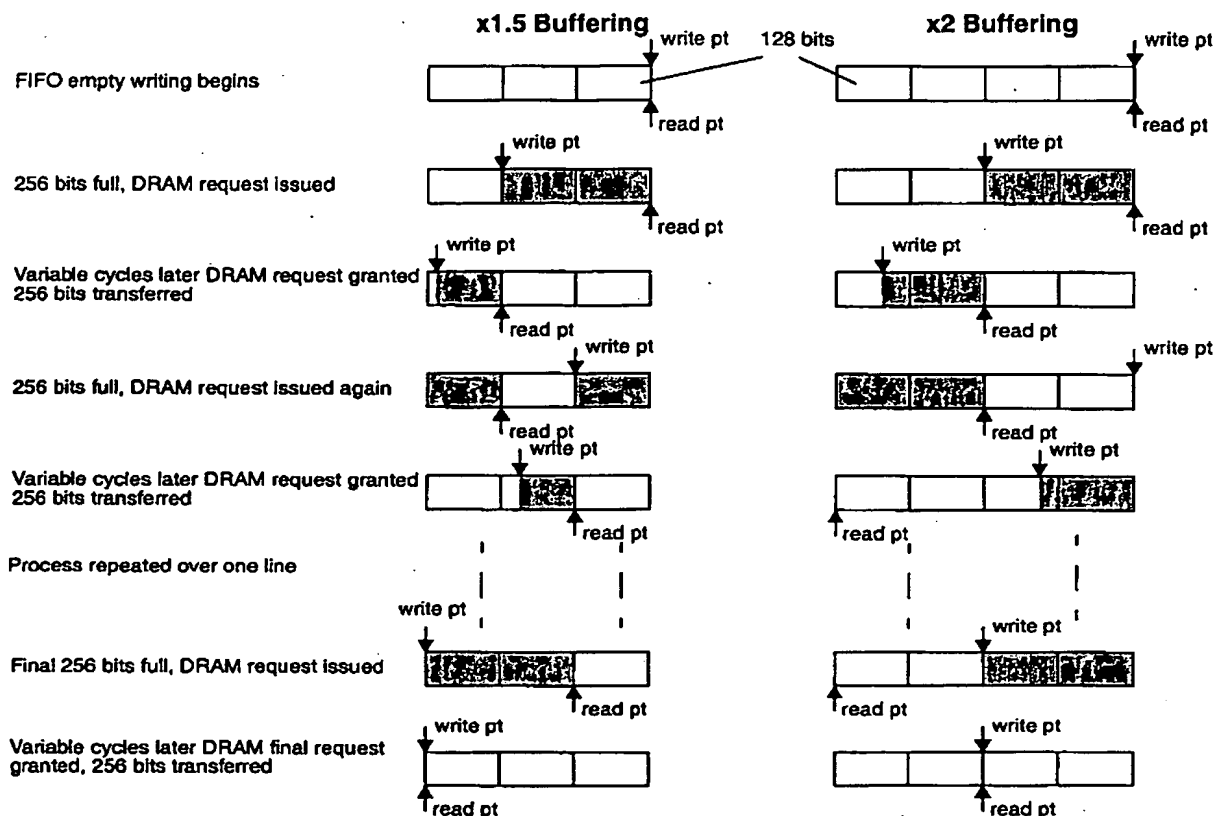 x1.5 Buffering
x2 Buffering
write pt
128 bits
write pt
FIFO empty writing begins
read pt
read pt
write pt
write pt
256 bits full, DRAM request issued
read pt
read pt
write pt
write pt
Variable cycles later DRAM request granted
256 bits transferred
read pt
read pt
write pt
write pt
256 bits full, DRAM request issued again
read pt
read pt
write pt
write pt
Variable cycles later DRAM request granted
256 bits transferred
read pt
read pt
Process repeated over one line
write pt
write pt
Final 256 bits full, DRAM request issued
read pt
read pt
write pt
write pt
Variable cycles later DRAM final request
granted, 256 bits transferred
read pt
read pt